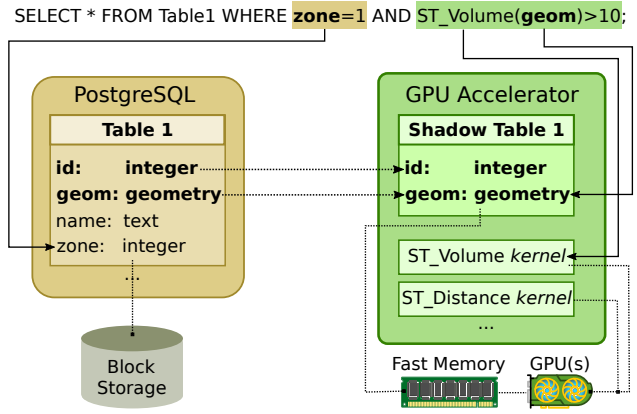 SELECT * FROM Table1 WHERE zone=1 AND ST_Volume(geom)>10;
PostgreSQL
Table 1
id: integer
geom: geometry
name: text
zone: integer
...
Block
Storage
GPU Accelerator
Shadow Table 1
id: integer
geom: geometry
ST_Volume kernel
ST_Distance kernel
...
Fast Memory
GPU(s)